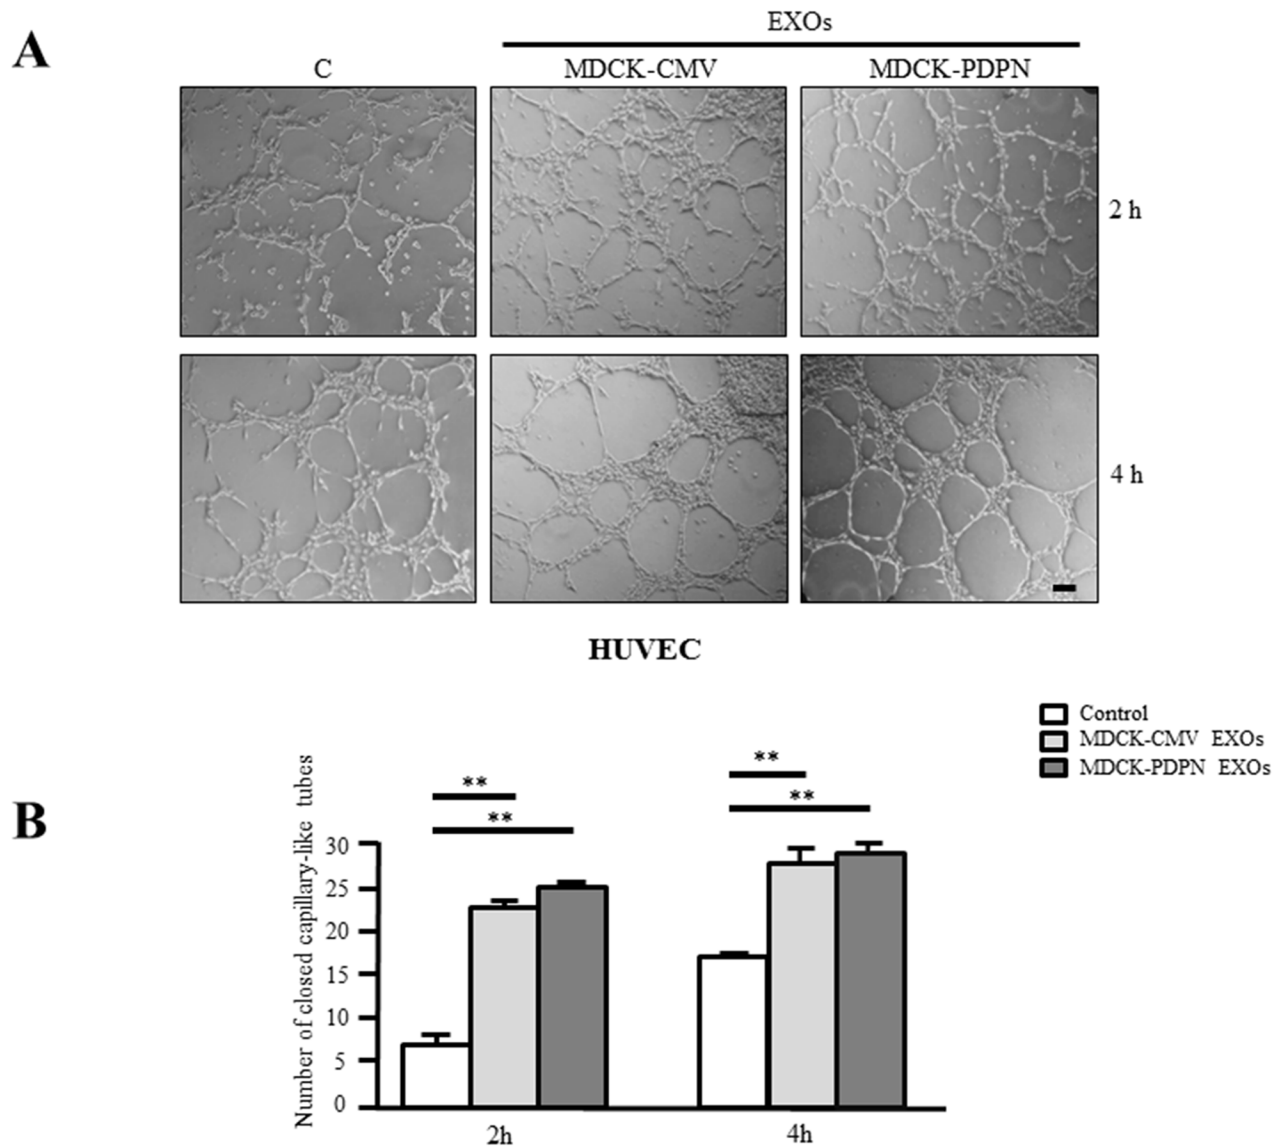 A
EXOs
C
MDCK-CMV
MDCK-PDPN
2 h
4 h
HUVEC
Control
MDCK-CMV EXOs
MDCK-PDPN EXOs
B
Number of closed capillary-like tubes
**
**
**
**
30
25
20
15
10
5
0
2h
4h